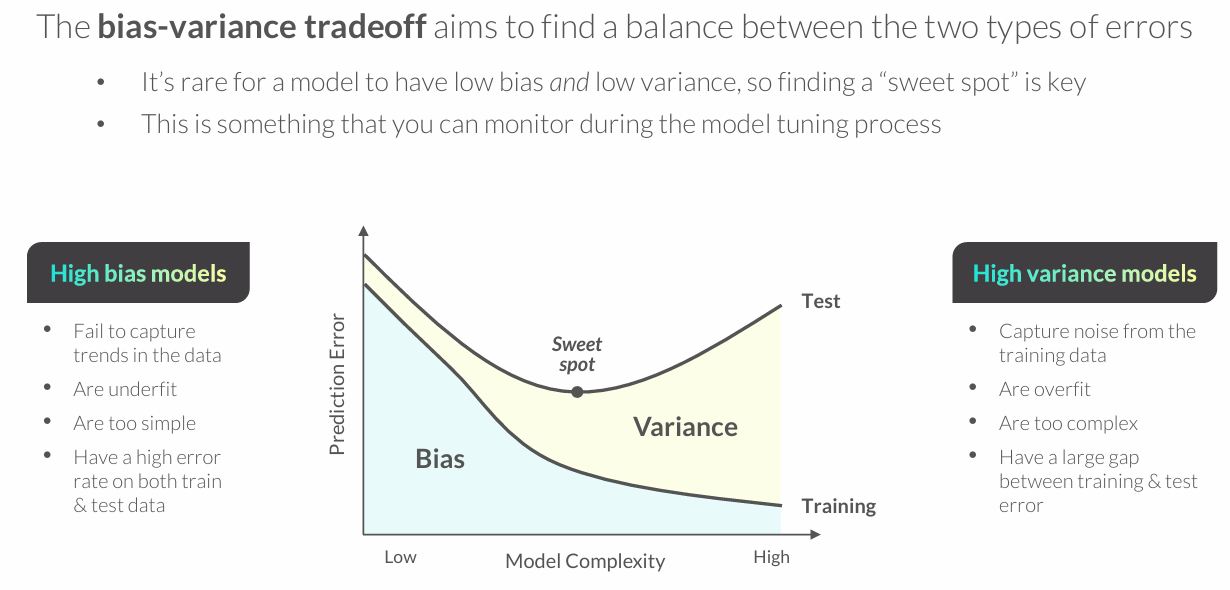 The bias-variance tradeoff aims to find a balance between the two types of errors
• It’s rare for a model to have low bias and low variance, so finding a “sweet spot” is key
• This is something that you can monitor during the model tuning process
High bias models
• Fail to capture
trends in the data
• Are underfit
• Are too simple
• Have a high error
rate on both train
& test data
Prediction Error
Sweet
spot
Test
Variance
Bias
Training
Low
Model Complexity
High
High variance models
• Capture noise from the
training data
• Are overfit
• Are too complex
• Have a large gap
between training & test
error